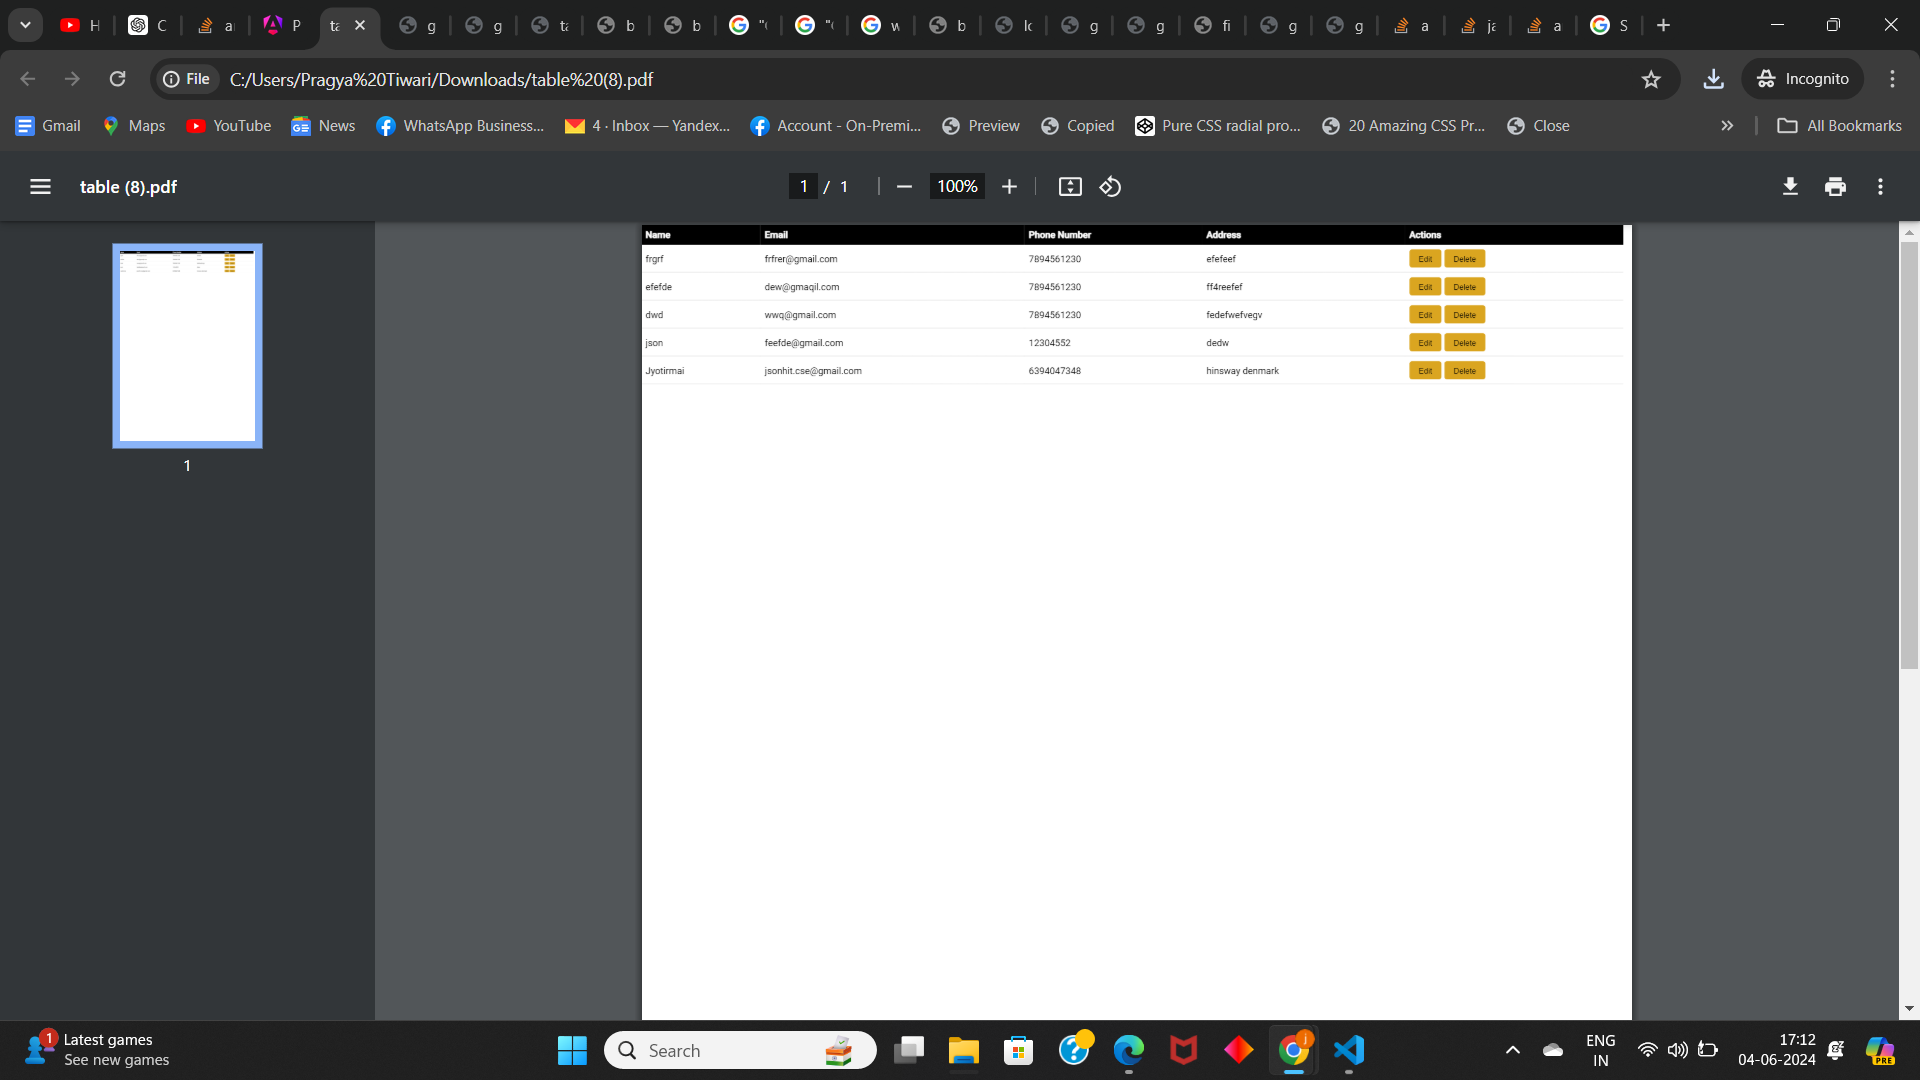 H
C
a
P
ta
g
g
ta
b
b
"(
"(
w
b
lc
g
g
fi
g
g
a
ja
a
S
File
C:/Users/Pragya%20Tiwari/Downloads/table%20(8).pdf
Incognito
Gmail
Maps
YouTube
News
WhatsApp Business...
4 · Inbox — Yandex...
Account - On-Premi...
Preview
Copied
Pure CSS radial pro...
20 Amazing CSS Pr...
Close
»
All Bookmarks
table (8).pdf
1 / 1
100%
1
Name Email Phone Number Address Actions
frgrf frfrer@gmail.com 7894561230 efefeef Edit Delete
efefde dew@gmaqil.com 7894561230 ff4reefef Edit Delete
dwd wwq@gmail.com 7894561230 fedefwefvegv Edit Delete
json feefde@gmail.com 12304552 dedw Edit Delete
Jyotirmai jsonhit.cse@gmail.com 6394047348 hinsway denmark Edit Delete
1
Latest games
See new games
Search
J
PRE
ENG
IN
17:12
04-06-2024